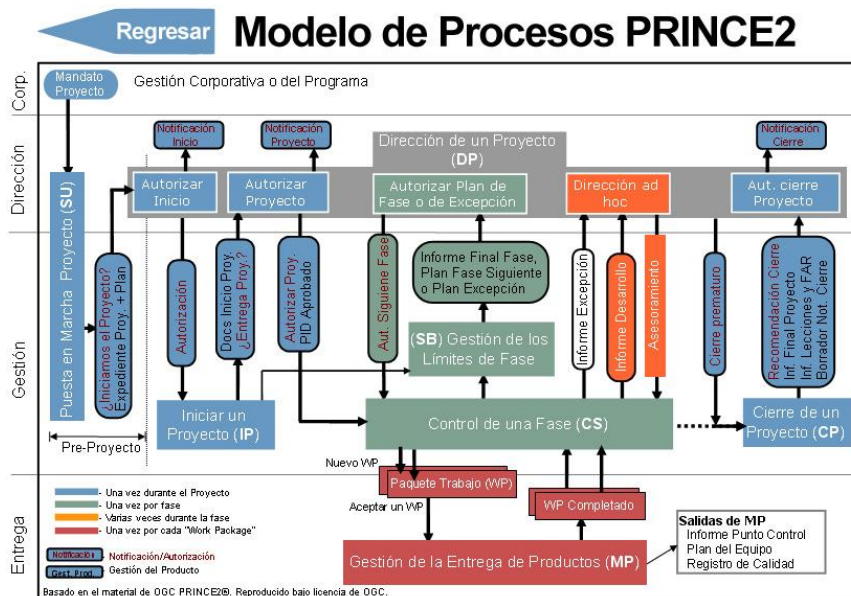 Regresar
Modelo de Procesos PRINCE2
Corp.
Mandato
Proyecto
Gestión Corporativa o del Programa
Dirección
Notificación
Inicio
Notificación
Proyecto
Notificación
Cierre
Dirección de un Proyecto
(DP)
Autorizar
Inicio
Autorizar
Proyecto
Autorizar Plan de
Fase o de Excepción
Dirección ad
hoc
Aut. cierre
Proyecto
Gestión
Puesta en Marcha Proyecto (SU)
¿Iniciamos el Proyecto?
Expediente Proy. + Plan
Autorización
Docs Inicio Proy.
¿Entrega Proy.?
Autorizar Proy.
PID Aprobado
Aut. Siguiene Fase
Informe Final Fase,
Plan Fase Siguiente
o Plan Excepción
Informe Excepción
Informe Desarrollo
Asesoramiento
Cierre prematuro
Recomendación Cierre
Inf. Final Proyecto
Inf. Lecciones y FAR
Borrador Not. Cierre
(SB) Gestión de los
Límites de Fase
Iniciar un
Proyecto (IP)
Control de una Fase (CS)
Cierre de un
Proyecto (CP)
Pre-Proyecto
Entrega
Nuevo WP
Paquete Trabajo (WP)
Aceptar un WP
WP Completado
Gestión de la Entrega de Productos (MP)
Salidas de MP
Informe Punto Control
Plan del Equipo
Registro de Calidad
- Una vez durante el Proyecto
- Una vez por fase
- Varias veces durante la fase
- Una vez por cada "Work Package"
Notificación
- Notificación/Autorización
Gest. Prod.
- Gestión del Producto
Basado en el material de OGC PRINCE2®. Reproducido bajo licencia de OGC.